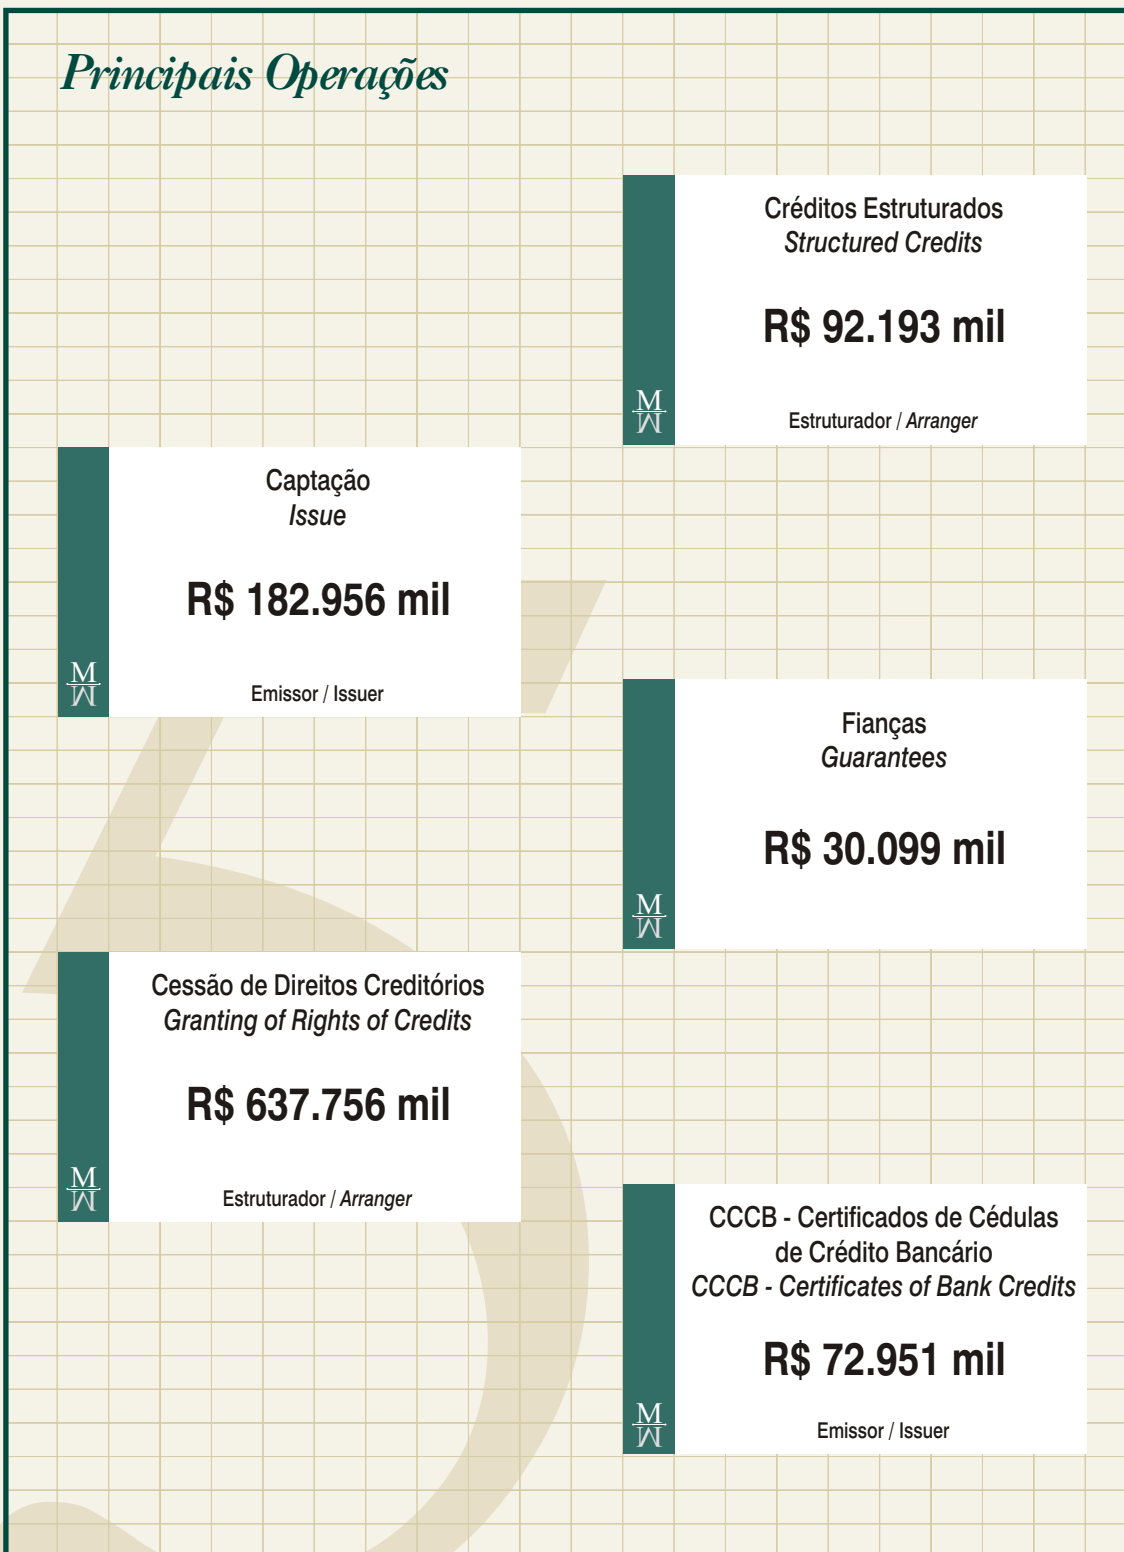 Principais Operações
Créditos Estruturados
Structured Credits
R$ 92.193 mil
Estruturador / Arranger
M
Captação
Issue
R$ 182.956 mil
Emissor / Issuer
M
Fianças
Guarantees
R$ 30.099 mil
M
Cessão de Direitos Creditórios
Granting of Rights of Credits
R$ 637.756 mil
Estruturador / Arranger
M
CCCB - Certificados de Cédulas
de Crédito Bancário
CCCB - Certificates of Bank Credits
R$ 72.951 mil
Emissor / Issuer
M